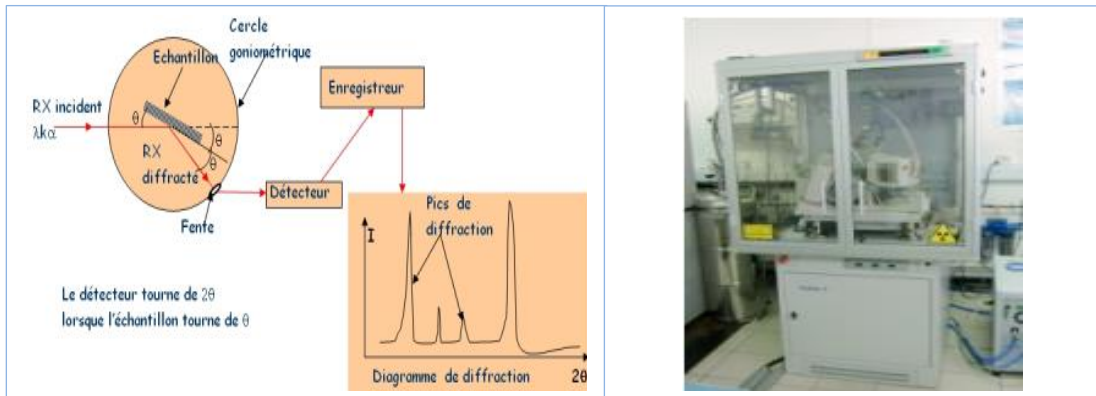 Cercle
goniométrique
Echantillon
Enregistreur
RX incident
λkα
θ
θ
θ
RX
diffracté
Détecteur
Fente
Pics de
diffraction
I
Le détecteur tourne de 2θ
lorsque l'échantillon tourne de θ
Diagramme de diffraction 2θ